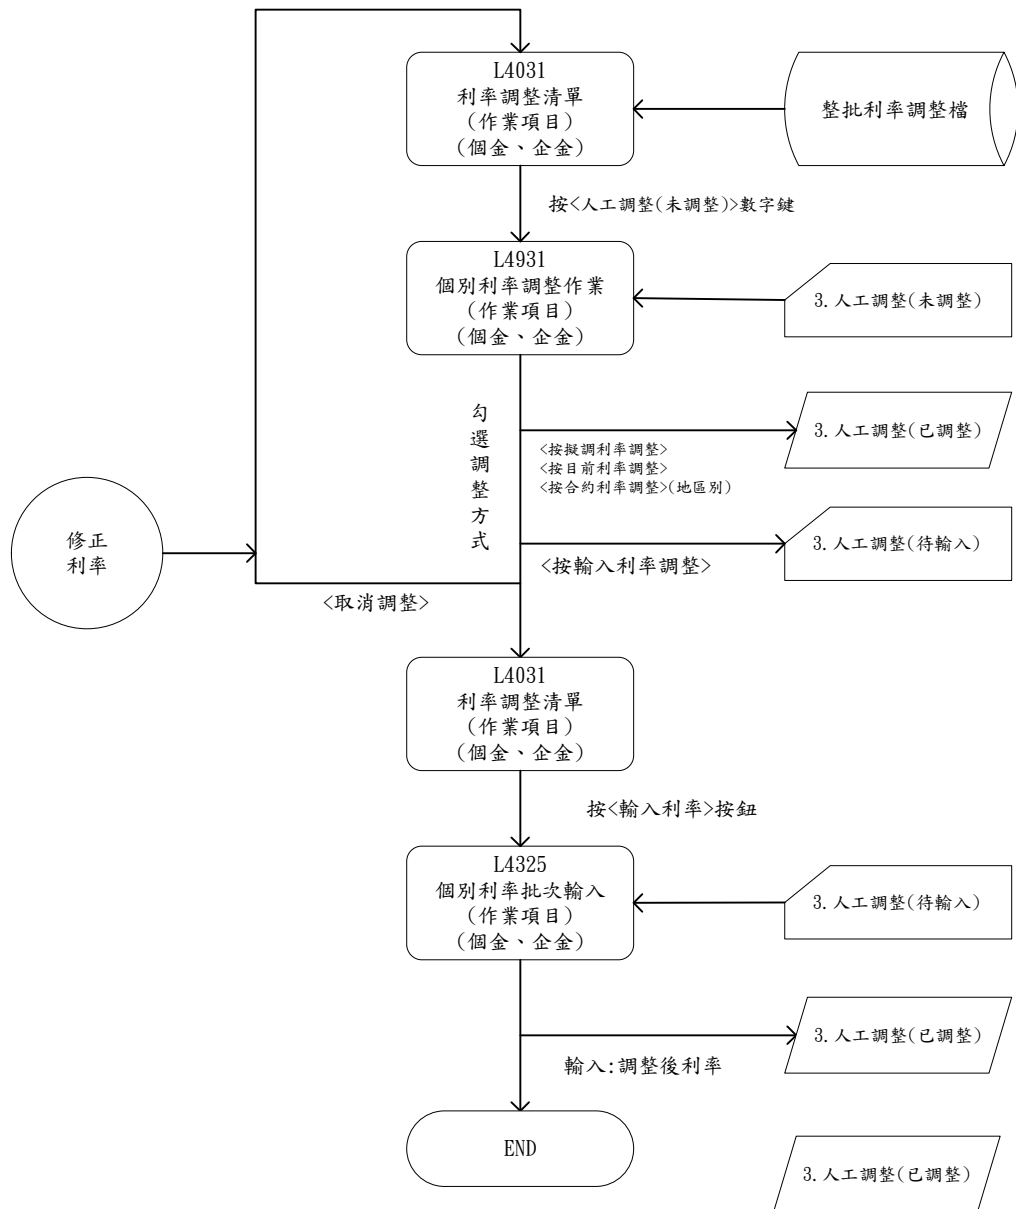 L4031
利率調整清單
(作業項目)
(個金、企金)
整批利率調整檔
按<人工調整(未調整)>數字鍵
L4931
個別利率調整作業
(作業項目)
(個金、企金)
3.人工調整(未調整)
勾選調整方式
3.人工調整(已調整)
<按擬調利率調整>
<按目前利率調整>
<按合約利率調整>(地區別)
修正
利率
3.人工調整(待輸入)
<按輸入利率調整>
<取消調整>
L4031
利率調整清單
(作業項目)
(個金、企金)
按<輸入利率>按鈕
L4325
個別利率批次輸入
(作業項目)
(個金、企金)
3.人工調整(待輸入)
3.人工調整(已調整)
輸入:調整後利率
END
3.人工調整(已調整)